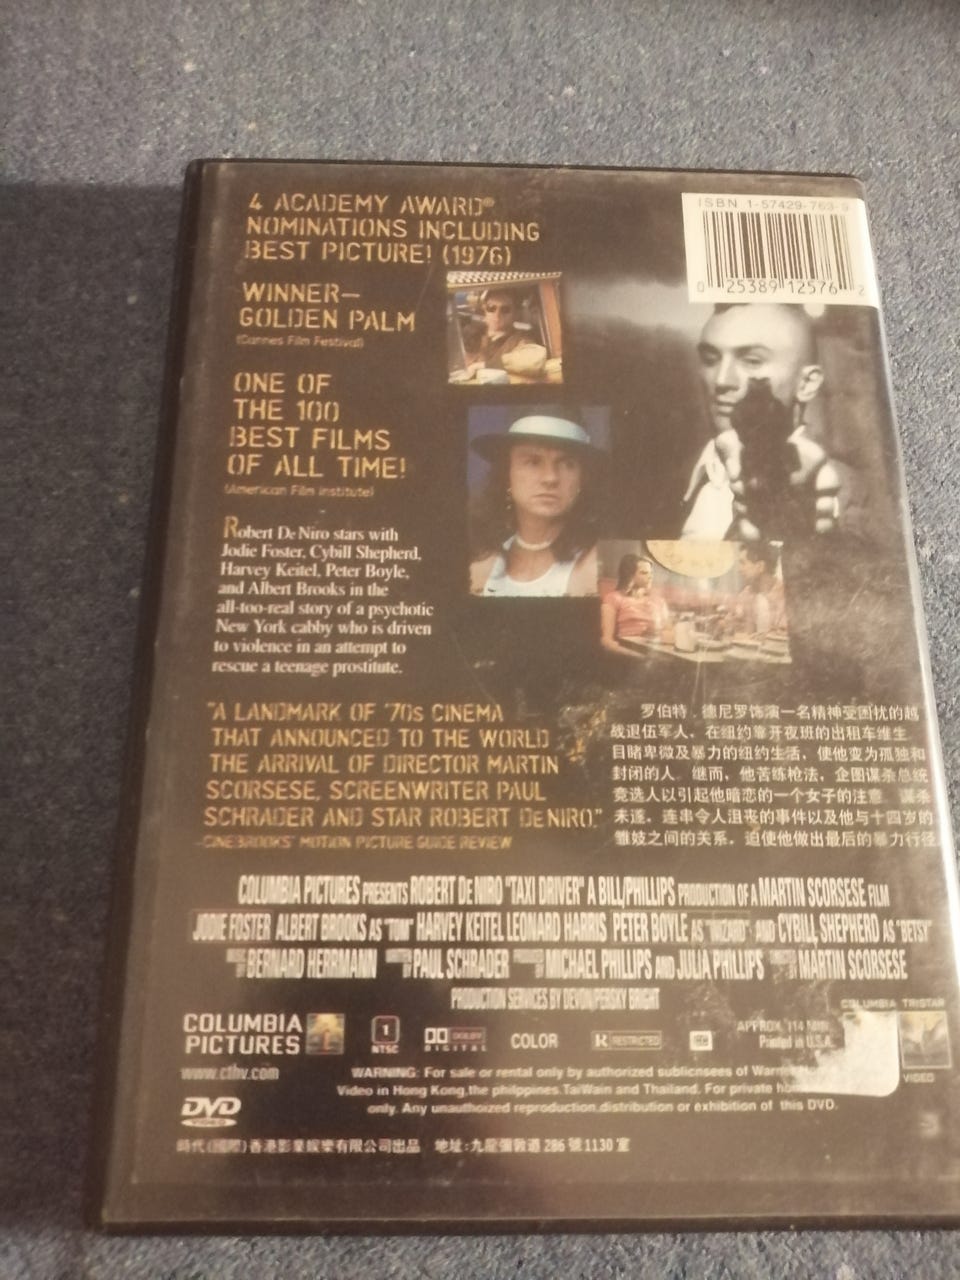 4 ACADEMY AWARD®
NOMINATIONS INCLUDING
BEST PICTURE! (1976)
WINNER—
GOLDEN PALM
(Cannes Film Festival)
ONE OF
THE 100
BEST FILMS
OF ALL TIME!
(American Film Institute)
Robert De Niro stars with
Jodie Foster, Cybill Shepherd,
Harvey Keitel, Peter Boyle,
and Albert Brooks in the
all-too-real story of a psychotic
New York cabby who is driven
to violence in an attempt to
rescue a teenage prostitute.
"A LANDMARK OF '70s CINEMA
THAT ANNOUNCED TO THE WORLD
THE ARRIVAL OF DIRECTOR MARTIN
SCORSESE, SCREENWRITER PAUL
SCHRADER AND STAR ROBERT DENIRO."
–CINEBOOKS' MOTION PICTURE GUIDE REVIEW
ISBN 1-57429-763-9
0 25389 12576 2
罗伯特．德尼罗饰演一名精神受困扰的越
战退伍军人，在纽约靠开夜班的出租车维生
目睹卑微及暴力的纽约生活，使他变为孤独和
封闭的人 继而，他苦练枪法，企图谋杀总统
竞选人以引起他暗恋的一个女子的注意 谋杀
未遂，连串令人沮丧的事件以及他与十四岁的
雏妓之间的关系，迫使他做出最后的暴力行径
COLUMBIA PICTURES PRESENTS ROBERT DE NIRO "TAXI DRIVER" A BILL/PHILLIPS PRODUCTION OF A MARTIN SCORSESE FILM
JODIE FOSTER ALBERT BROOKS AS "TOM" HARVEY KEITEL LEONARD HARRIS PETER BOYLE AS "WIZARD" AND CYBILL SHEPHERD AS "BETSY"
BERNARD HERRMANN PAUL SCHRADER MICHAEL PHILLIPS AND JULIA PHILLIPS MARTIN SCORSESE
PRODUCTION SERVICES BY DEVON/PERSKY BRIGHT
COLUMBIA
PICTURES
1
NTSC
DOLBY
DIGITAL
COLOR
R RESTRICTED
CC
APPROX. 114 Min.
Printed in U.S.A.
COLUMBIA TRISTAR
VIDEO
www.cthv.com
WARNING: For sale or rental only by authorized sublicnsees of
Video in Hong Kong,the philippines.TaiWain and Thailand. For private
only. Any unauthorized reproduction.distribution or exhibition of this DVD.
DVD
VIDEO
時代(國際)香港影業娛樂有限公司出品 地址:九龍彌敦道 286 號 1130 室